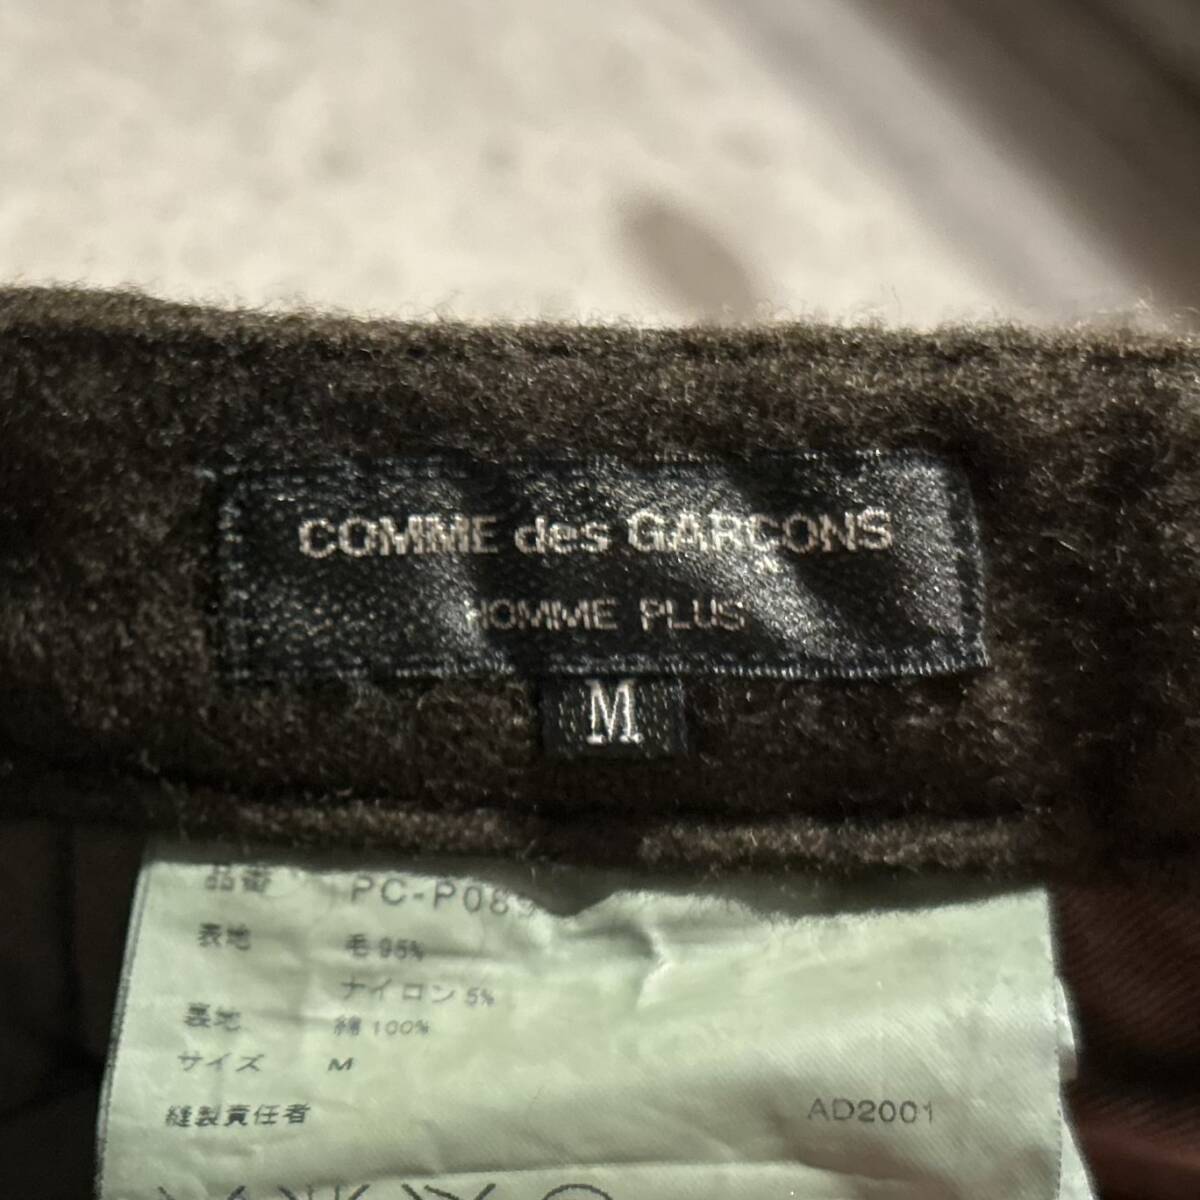 COMME des GARÇONS
HOMME PLUS
M
品番 PC-P089
表地 毛 95%
ナイロン 5%
裏地 綿 100%
サイズ M
縫製責任者 AD2001